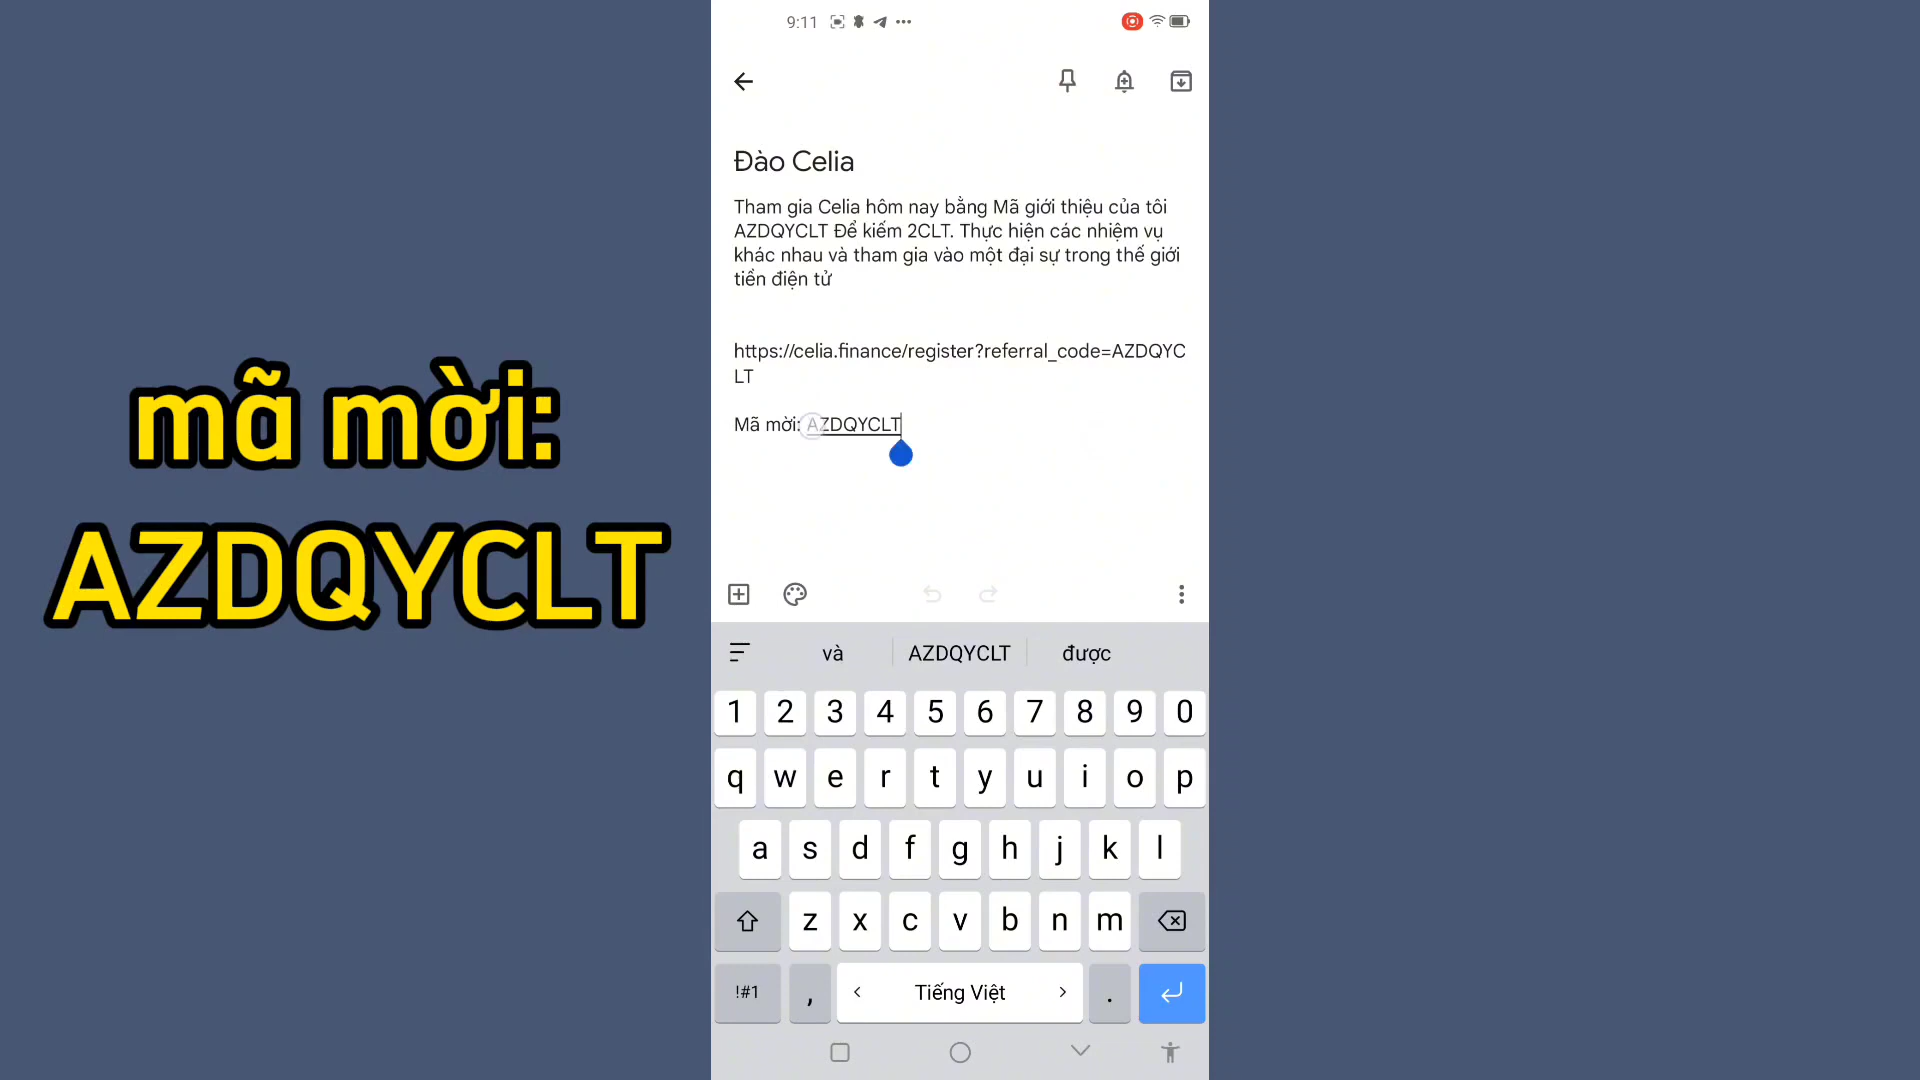 9:11
mã mời:
AZDQYCLT
Đào Celia
Tham gia Celia hôm nay bằng Mã giới thiệu của tôi
AZDQYCLT Để kiếm 2CLT. Thực hiện các nhiệm vụ
khác nhau và tham gia vào một đại sự trong thế giới
tiền điện tử
https://celia.finance/register?referral_code=AZDQYC
LT
Mã mời: AZDQYCLT
và AZDQYCLT được
1 2 3 4 5 6 7 8 9 0
q w e r t y u i o p
a s d f g h j k l
z x c v b n m
!#1 , < Tiếng Việt > .